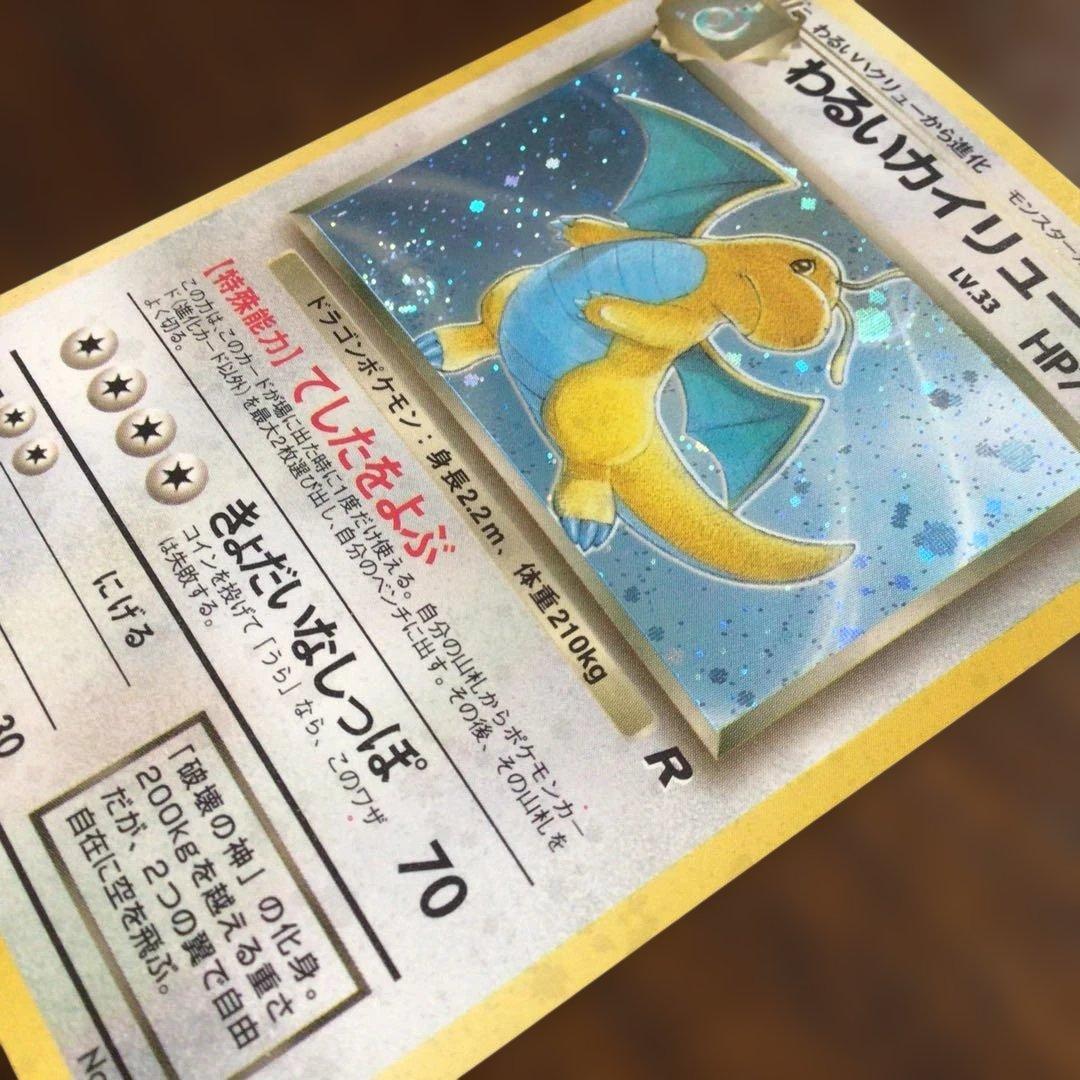 わるいハクリューから進化
わるいカイリュー
LV.33
ドラゴンポケモン：身長2.2m、 体重210kg
R
【特殊能力】 てしたをよぶ
この力は、このカードが場に出た時に1度だけ使える。自分の山札からポケモンカー
ド(進化カード以外)を最大2枚選び出し、自分のベンチに出す。その後、その山札を
よく切る。
きょだいなしっぽ 70
コインを投げて「うら」なら、このワザ
は失敗する。
にげる
「破壊の神」の化身。
200kgを越える重さ
だが、2つの翼で自由
自在に空を飛ぶ。